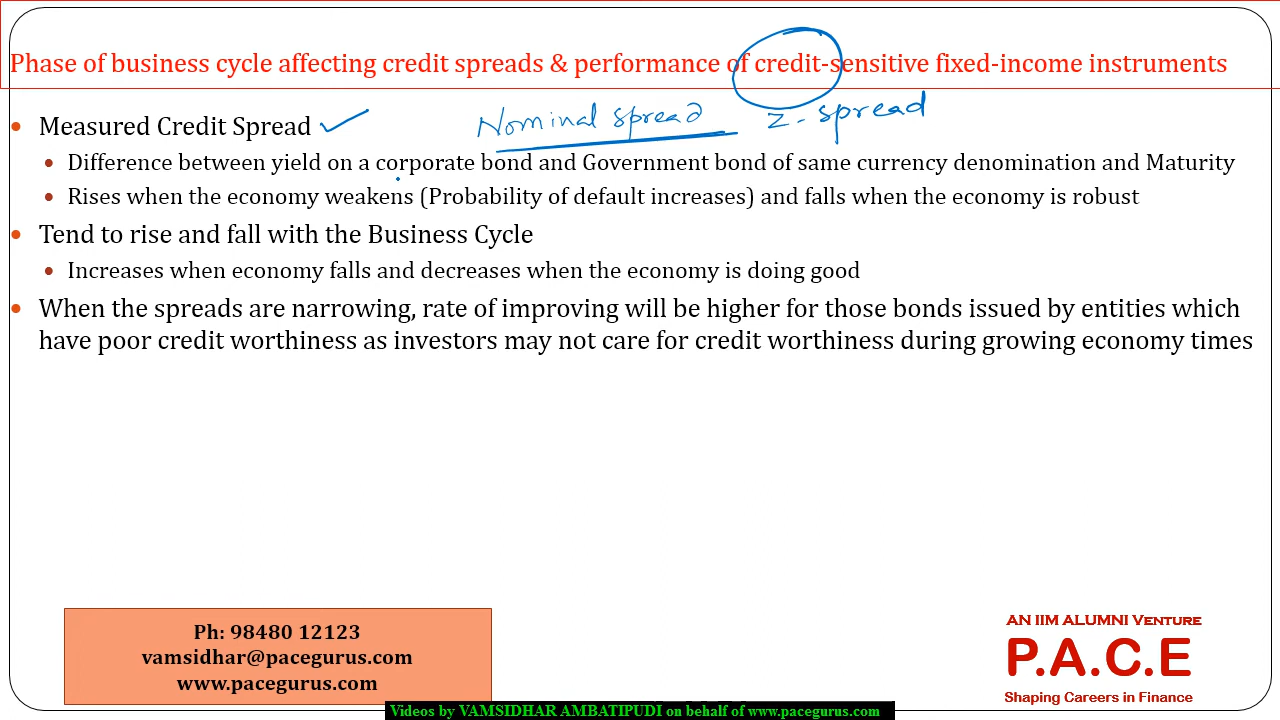 Phase of business cycle affecting credit spreads & performance of credit-sensitive fixed-income instruments
Nominal spread z-spread
• Measured Credit Spread
• Difference between yield on a corporate bond and Government bond of same currency denomination and Maturity
• Rises when the economy weakens (Probability of default increases) and falls when the economy is robust
• Tend to rise and fall with the Business Cycle
• Increases when economy falls and decreases when the economy is doing good
• When the spreads are narrowing, rate of improving will be higher for those bonds issued by entities which
have poor credit worthiness as investors may not care for credit worthiness during growing economy times
Ph: 98480 12123
vamsidhar@pacegurus.com
www.pacegurus.com
AN IIM ALUMNI VENTURE
P.A.C.E
Shaping Careers in Finance
Videos by VAMSIDHAR AMBATIPUDI on behalf of www.pacegurus.com